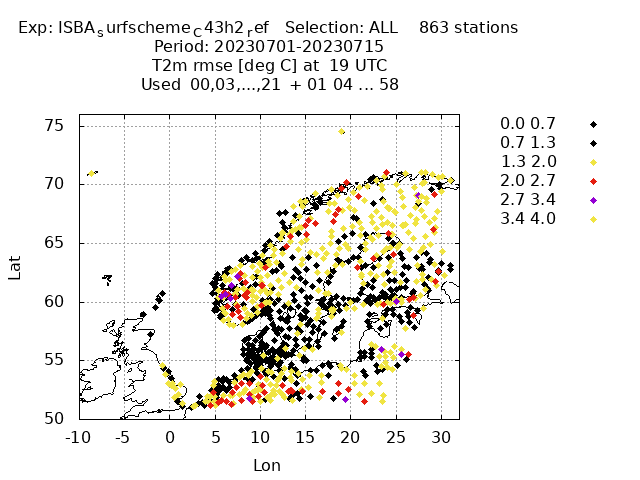 Exp: ISBAsurfschemeC43h2ref Selection: ALL 863 stations
Period: 20230701-20230715
T2m rmse [deg C] at 19 UTC
Used 00,03,...,21 + 01 04 ... 58
0.0 0.7
0.7 1.3
1.3 2.0
2.0 2.7
2.7 3.4
3.4 4.0
75
70
65
60
55
50
Lat
-10 -5 0 5 10 15 20 25 30
Lon